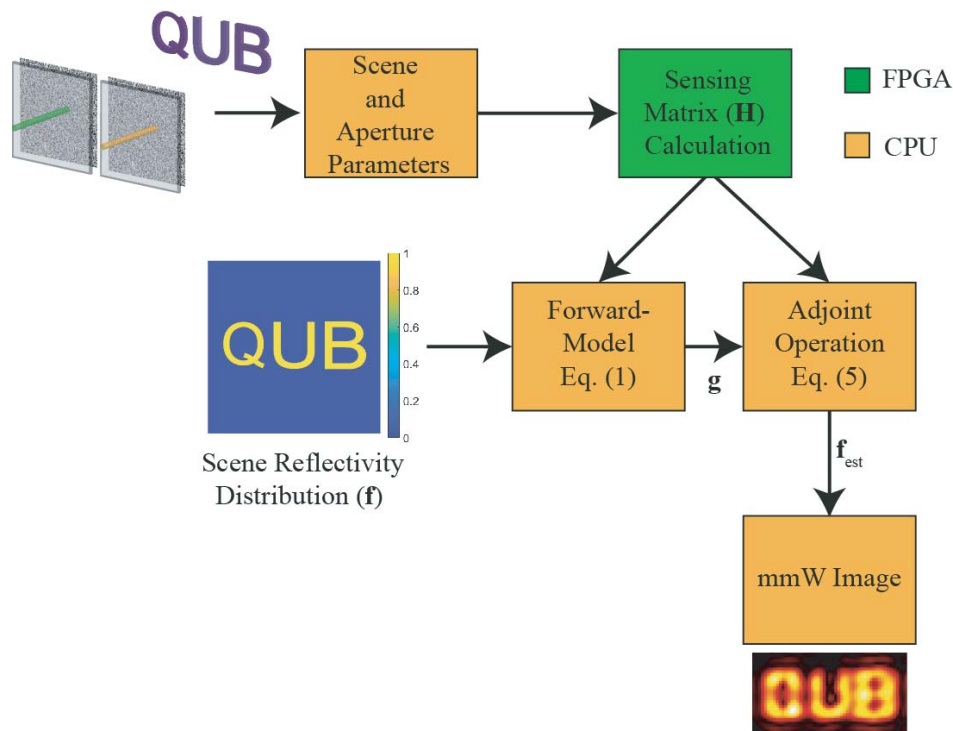 QUB
Scene
and
Aperture
Parameters
Sensing
Matrix (H)
Calculation
FPGA
CPU
QUB
1
0.8
0.6
0.4
0.2
0
Scene Reflectivity
Distribution (f)
Forward-
Model
Eq. (1)
g
Adjoint
Operation
Eq. (5)
f est
mmW Image
QUB